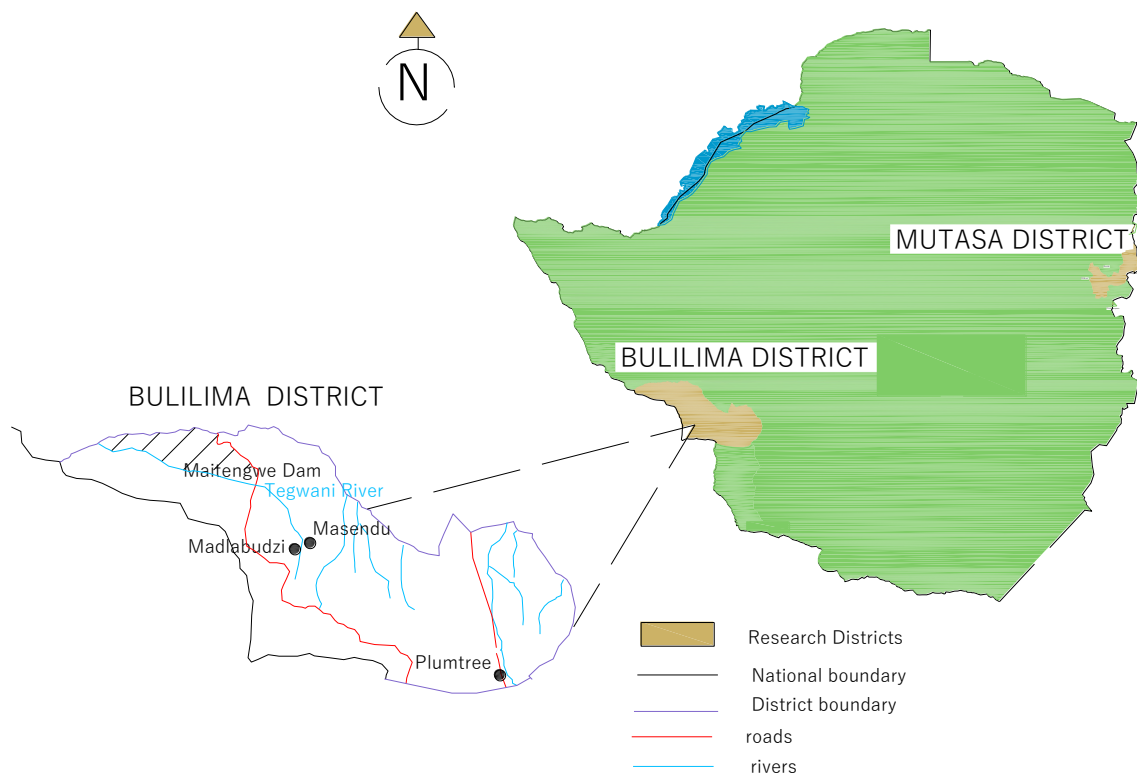 N
MUTASA DISTRICT
BULILIMA DISTRICT
BULILIMA DISTRICT
Maitengwe Dam
Tegwani River
Masendu
Madlabudzi
Plumtree
Research Districts
National boundary
District boundary
roads
rivers